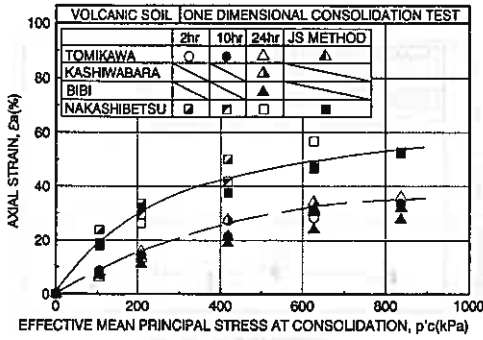 VOLCANIC SOIL ONE DIMENSIONAL CONSOLIDATION TEST
2hr 10hr 24hr JS METHOD
TOMIKAWA
KASHIWABARA
BIBI
NAKASHIBETSU
100
80
60
40
20
0
AXIAL STRAIN, εa(%)
0 200 400 600 800 1000
EFFECTIVE MEAN PRINCIPAL STRESS AT CONSOLIDATION, p'c(kPa)